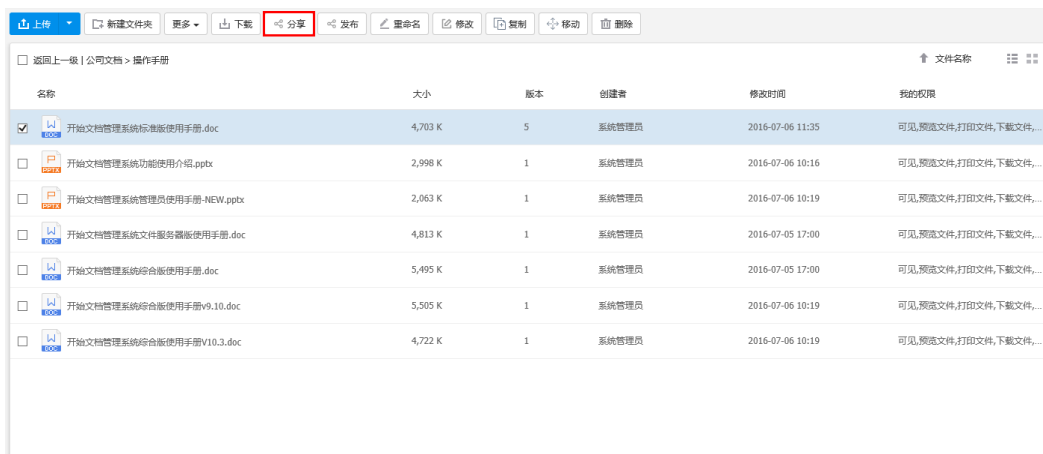 上传 新建文件夹 更多 下载 分享 发布 重命名 修改 复制 移动 删除
返回上一级 | 公司文档 > 操作手册 文件名称
名称 大小 版本 创建者 修改时间 我的权限
DOC 开始文档管理系统标准版使用手册.doc 4,703 K 5 系统管理员 2016-07-06 11:35 可见,预览文件,打印文件,下载文件,...
PPTX 开始文档管理系统功能使用介绍.pptx 2,998 K 1 系统管理员 2016-07-06 10:16 可见,预览文件,打印文件,下载文件,...
PPTX 开始文档管理系统管理员使用手册-NEW.pptx 2,063 K 1 系统管理员 2016-07-06 10:19 可见,预览文件,打印文件,下载文件,...
DOC 开始文档管理系统文件服务器版使用手册.doc 4,813 K 1 系统管理员 2016-07-05 17:00 可见,预览文件,打印文件,下载文件,...
DOC 开始文档管理系统综合版使用手册.doc 5,495 K 1 系统管理员 2016-07-05 17:00 可见,预览文件,打印文件,下载文件,...
DOC 开始文档管理系统综合版使用手册v9.10.doc 5,505 K 1 系统管理员 2016-07-06 10:19 可见,预览文件,打印文件,下载文件,...
DOC 开始文档管理系统综合版使用手册V10.3.doc 4,722 K 1 系统管理员 2016-07-06 10:19 可见,预览文件,打印文件,下载文件,...